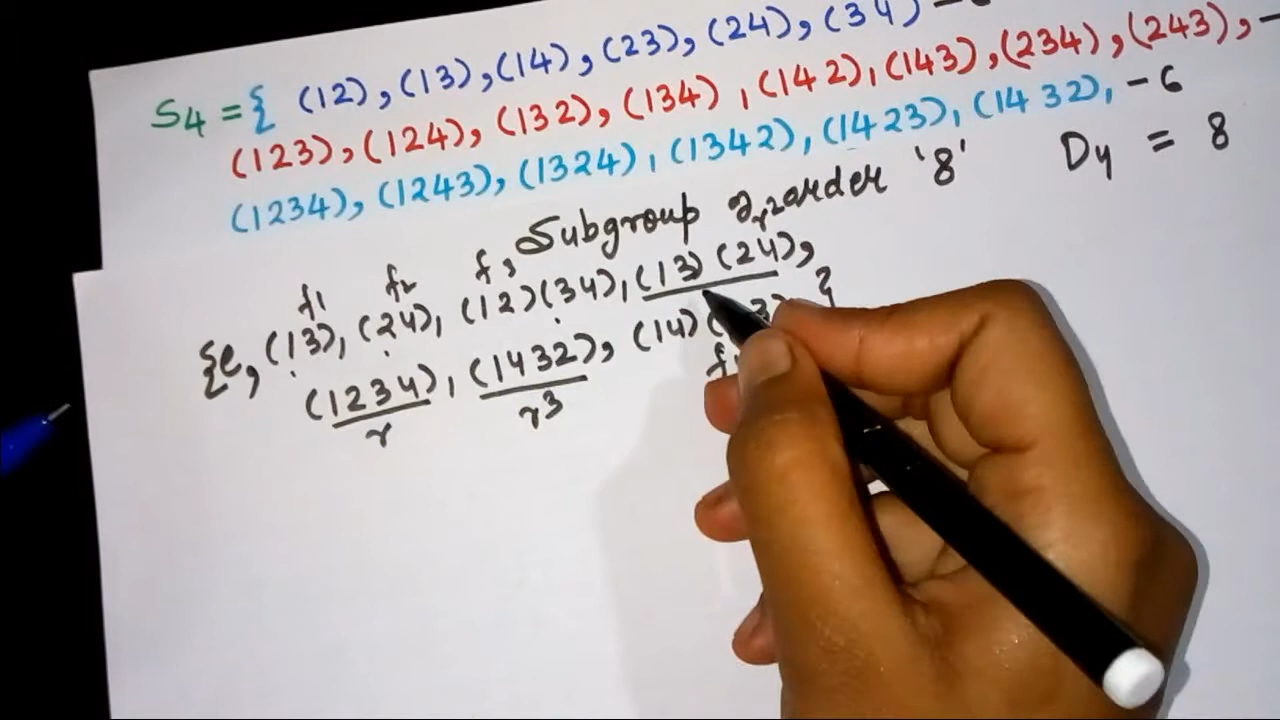 S4 = { (12), (13), (14), (23), (24), (34) -
(123), (124), (132), (134), (142), (143), (234), (243), -
(1234), (1243), (1324), (1342), (1423), (1432), - 6
Subgroup order '8' D4 = 8
f1 f2 f r2
{e, (13), (24), (12)(34), (13)(24),
(1234), (1432), (14)( }
r r3 f